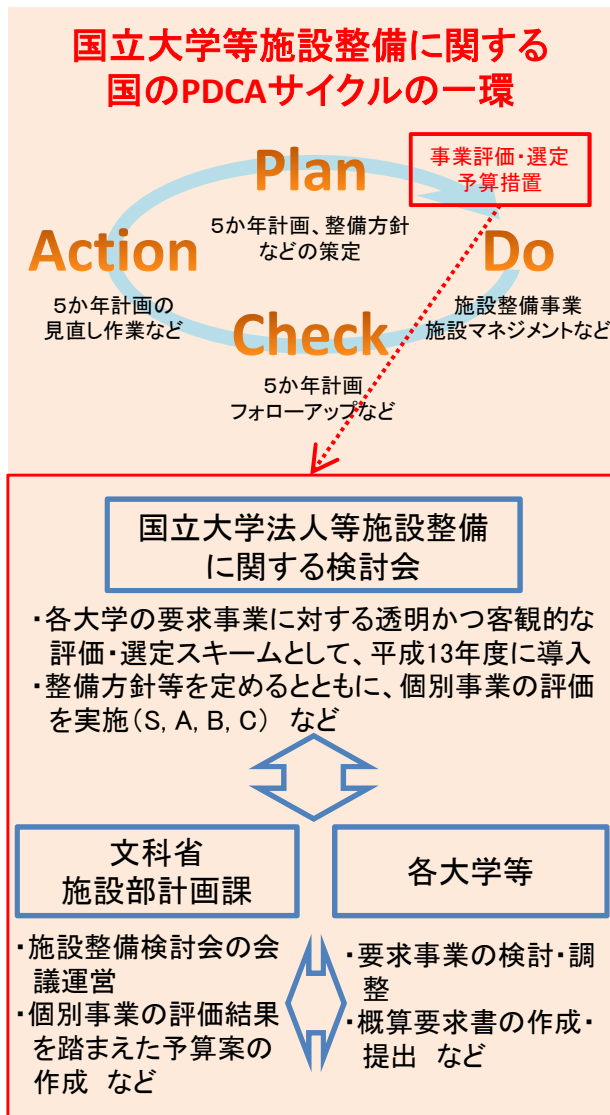 国立大学等施設整備に関する
国のPDCAサイクルの一環
事業評価・選定
予算措置
Plan
5か年計画、整備方針
などの策定
Action
5か年計画の
見直し作業など
Do
施設整備事業
施設マネジメントなど
Check
5か年計画
フォローアップなど
国立大学法人等施設整備
に関する検討会
・各大学の要求事業に対する透明かつ客観的な
評価・選定スキームとして、平成13年度に導入
・整備方針等を定めるとともに、個別事業の評価
を実施(S, A, B, C) など
文科省
施設部計画課
各大学等
・施設整備検討会の会
議運営
・個別事業の評価結果
を踏まえた予算案の
作成 など
・要求事業の検討・調
整
・概算要求書の作成・
提出 など